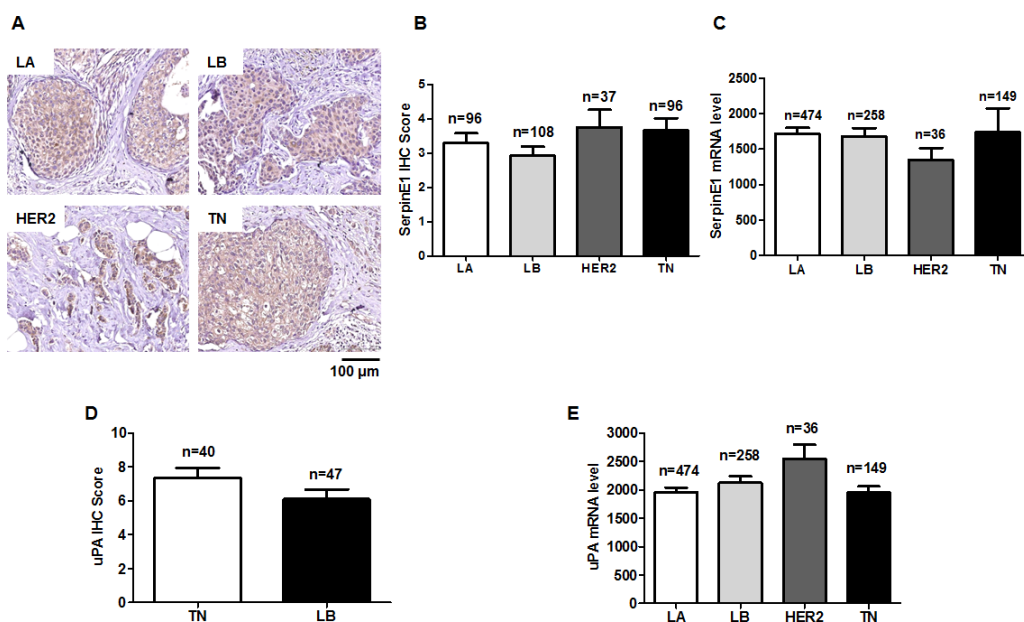 A
LA
LB
HER2
TN
100 µm
B
SerpinE1 IHC Score
5
4
3
2
1
0
n=96
n=108
n=37
n=96
LA
LB
HER2
TN
C
SerpinE1 mRNA level
2500
2000
1500
1000
500
0
n=474
n=258
n=36
n=149
LA
LB
HER2
TN
D
uPA IHC Score
10
8
6
4
2
0
n=40
n=47
TN
LB
E
uPA mRNA level
3000
2500
2000
1500
1000
500
0
n=474
n=258
n=36
n=149
LA
LB
HER2
TN